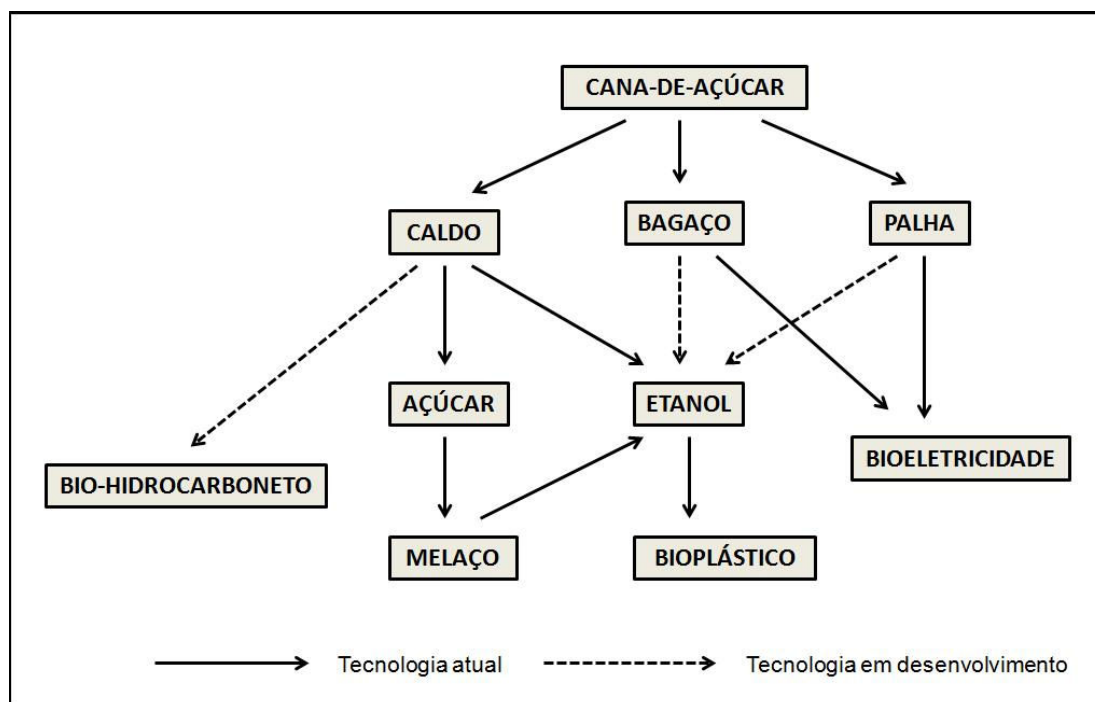 CANA-DE-AÇÚCAR
CALDO
BAGAÇO
PALHA
AÇÚCAR
ETANOL
BIOELETRICIDADE
BIO-HIDROCARBONETO
MELAÇO
BIOPLÁSTICO
Tecnologia atual
Tecnologia em desenvolvimento